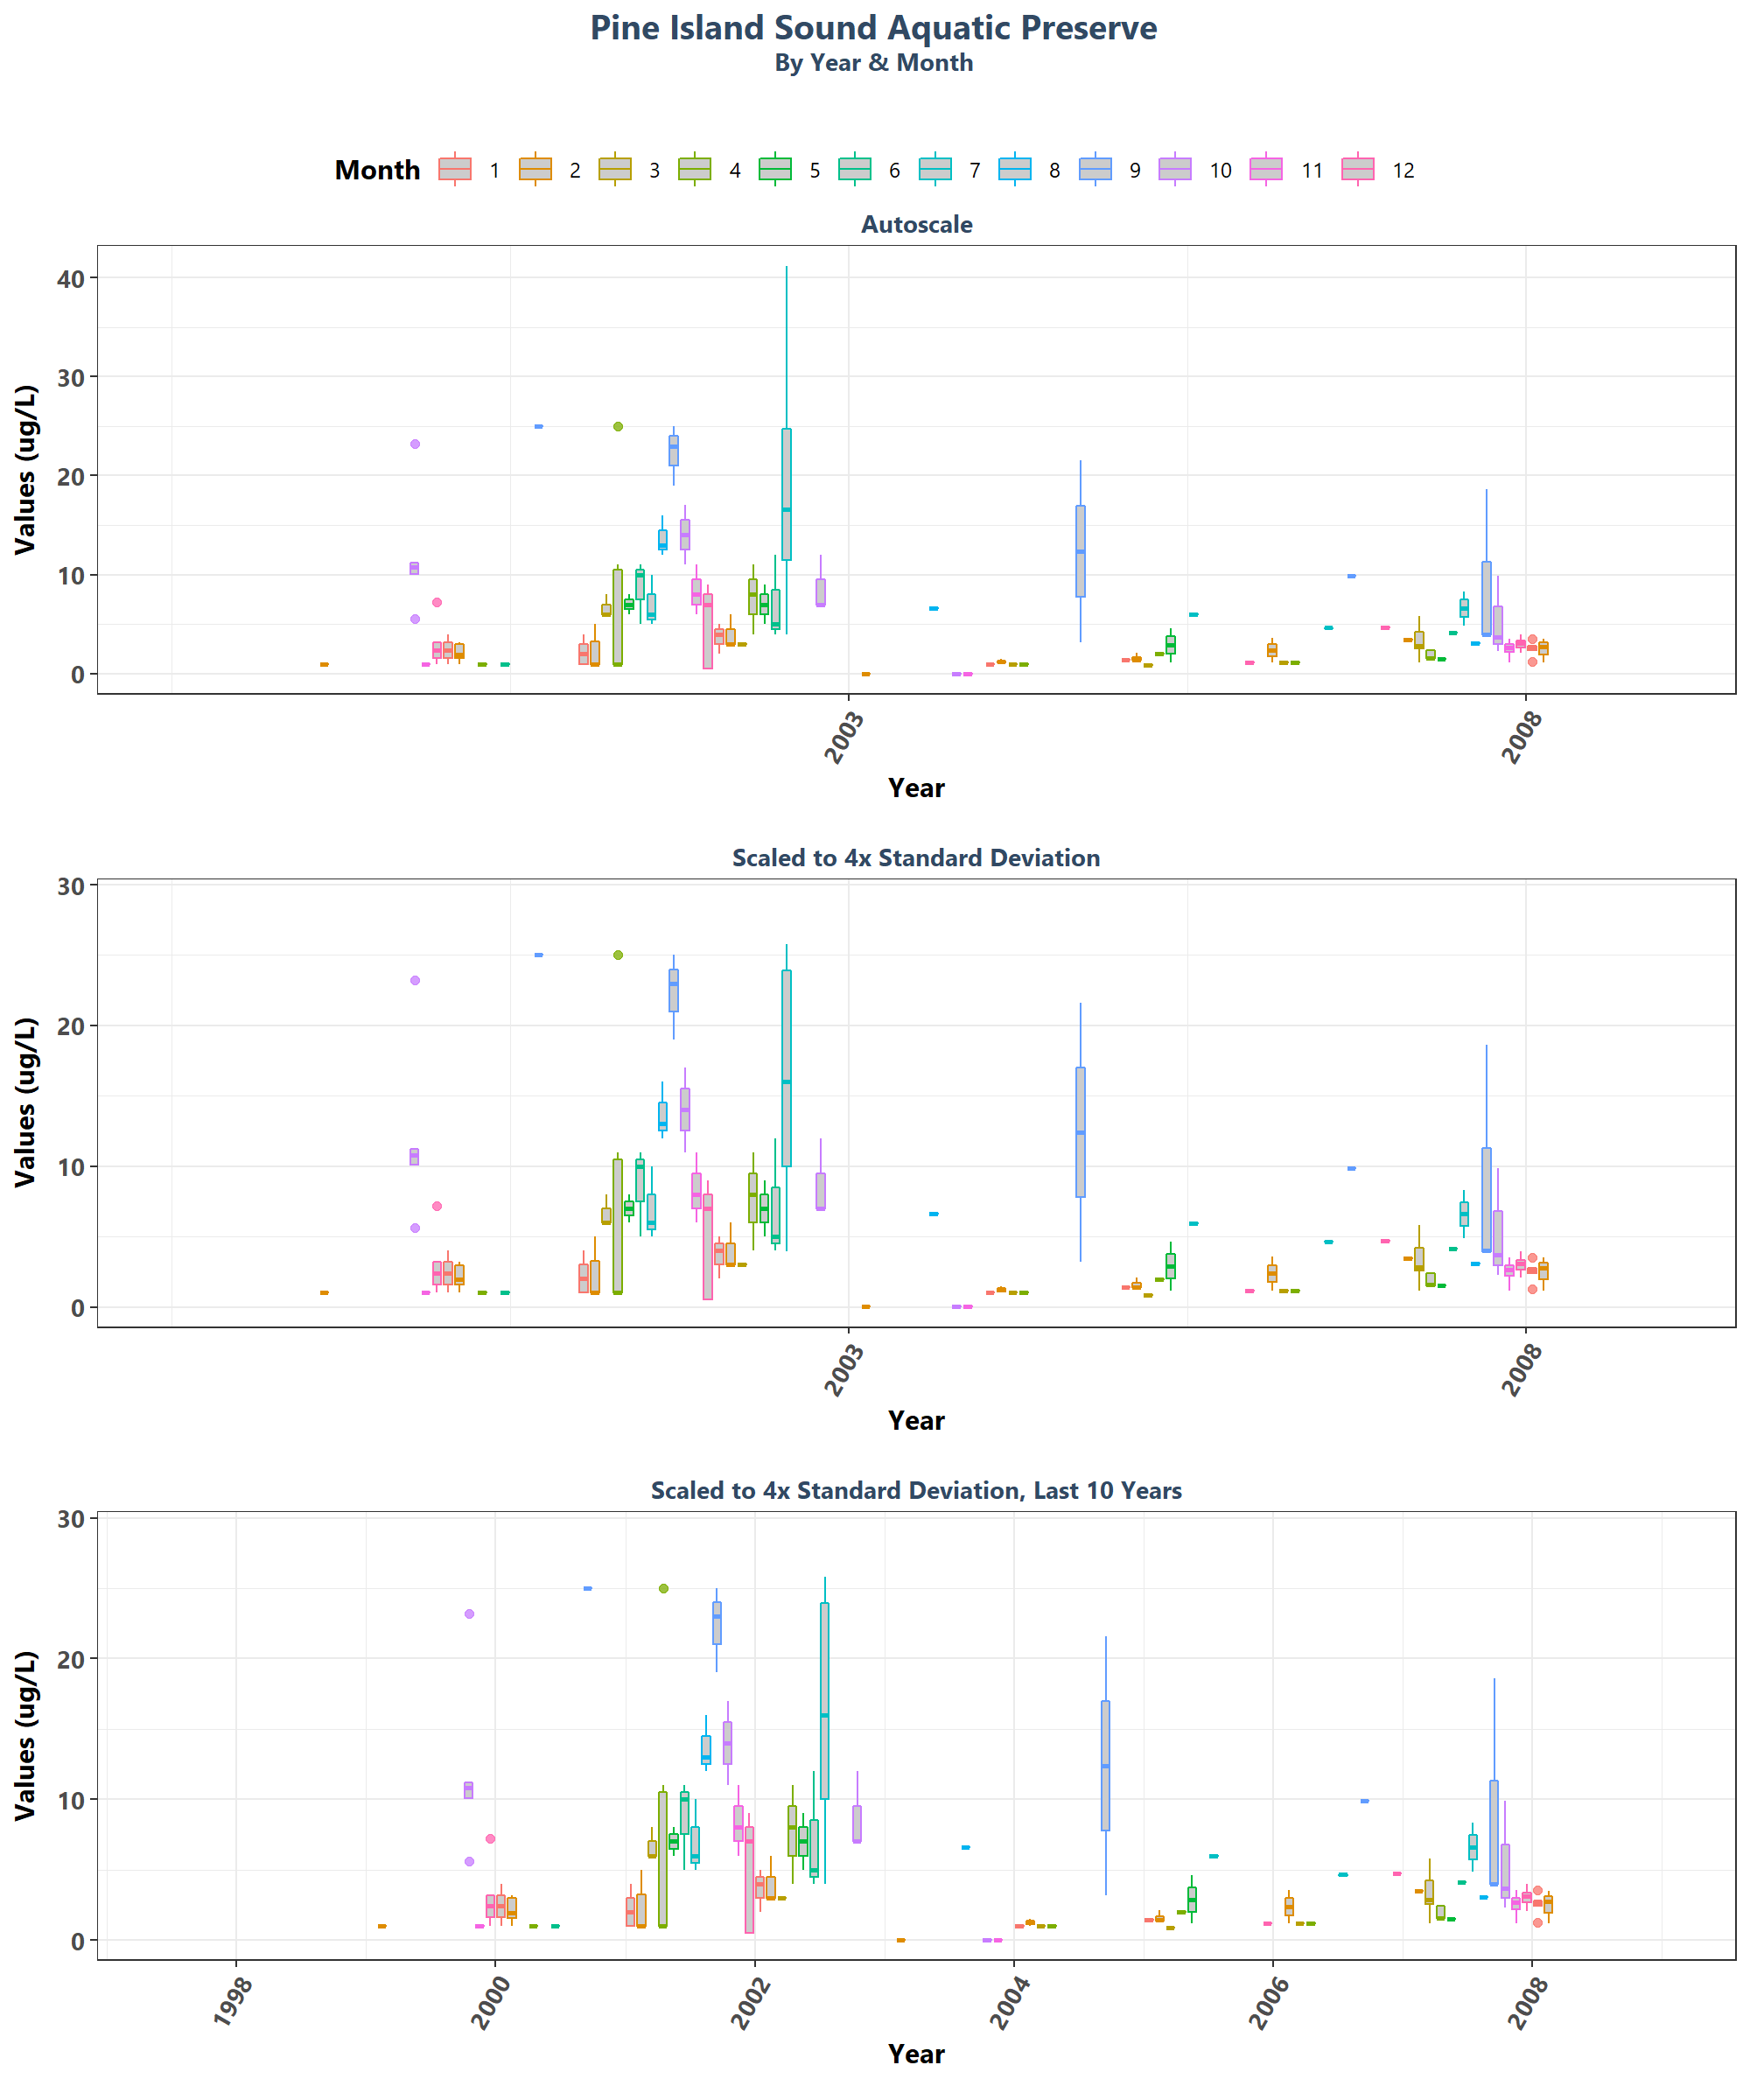 Pine Island Sound Aquatic Preserve
By Year & Month
Month 1 2 3 4 5 6 7 8 9 10 11 12
Autoscale
Values (ug/L)
40
30
20
10
0
2003 2008
Year
Scaled to 4x Standard Deviation
Values (ug/L)
30
20
10
0
2003 2008
Year
Scaled to 4x Standard Deviation, Last 10 Years
Values (ug/L)
30
20
10
0
1998 2000 2002 2004 2006 2008
Year